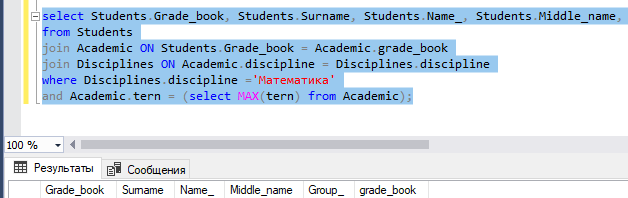 select Students.Grade_book, Students.Surname, Students.Name_, Students.Middle_name,
from Students
join Academic ON Students.Grade_book = Academic.grade_book
join Disciplines ON Academic.discipline = Disciplines.discipline
where Disciplines.discipline ='Математика'
and Academic.tern = (select MAX(tern) from Academic);
100 %
Результаты Сообщения
Grade_book Surname Name_ Middle_name Group_ grade_book